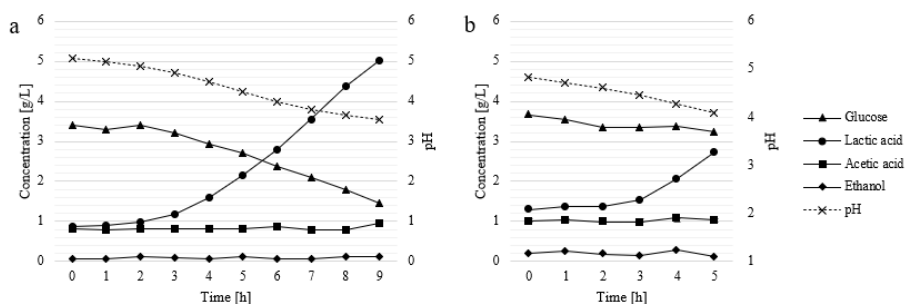 a
Concentration [g/L]
6
5
4
3
2
1
0
6
5
4
3
2
1
0
pH
0 1 2 3 4 5 6 7 8 9
Time [h]
b
Concentration [g/L]
6
5
4
3
2
1
0
6
5
4
3
2
1
pH
0 1 2 3 4 5
Time [h]
Glucose
Lactic acid
Acetic acid
Ethanol
pH